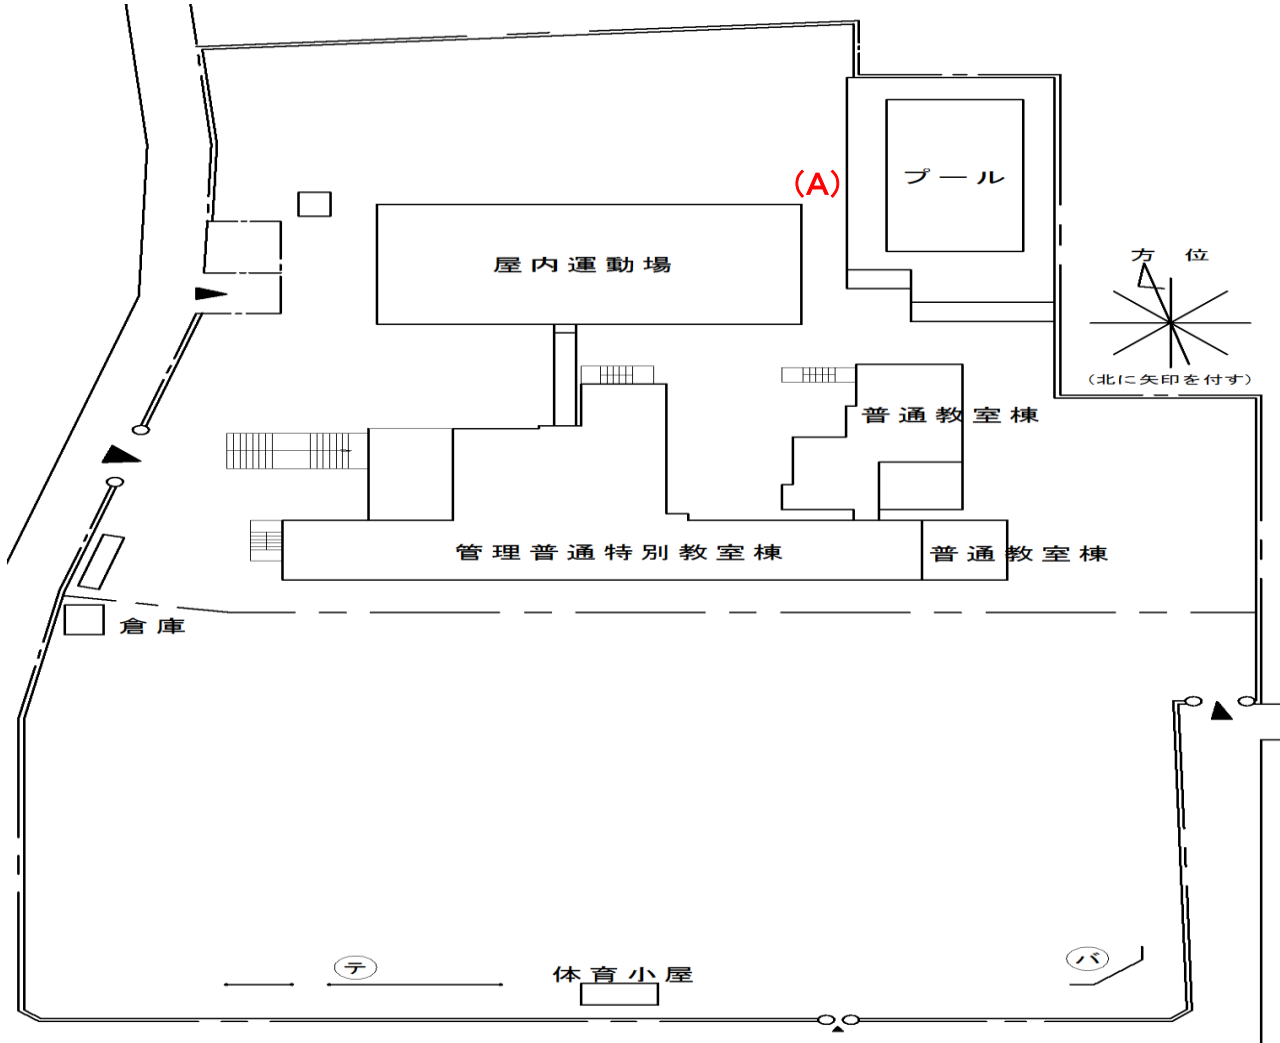 (A)
プール
屋内運動場
方位
(北に矢印を付す)
普通教室棟
管理普通特別教室棟
普通教室棟
倉庫
テ
体育小屋
バ